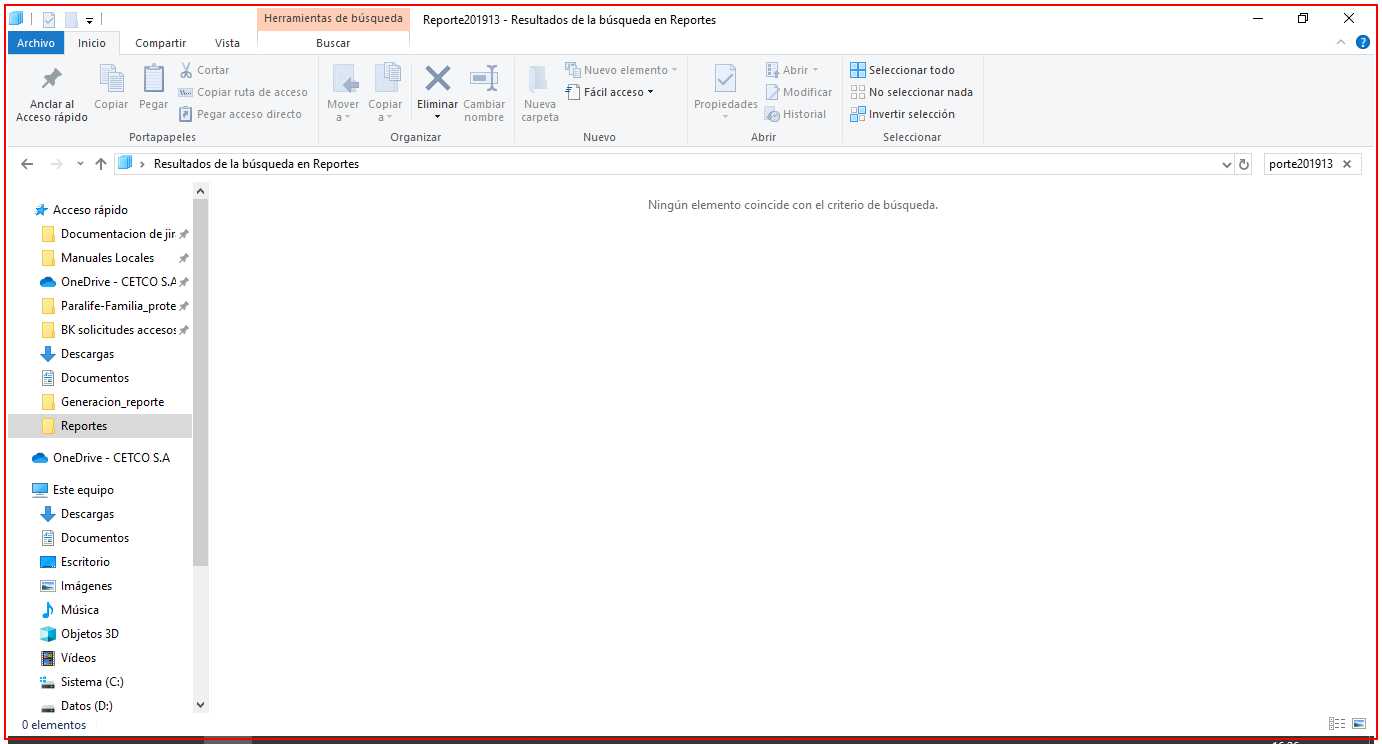 Herramientas de búsqueda
Reporte201913 - Resultados de la búsqueda en Reportes
Archivo
Inicio
Compartir
Vista
Buscar
Anclar al
Acceso rápido
Copiar
Pegar
Cortar
Copiar ruta de acceso
Pegar acceso directo
Portapapeles
Mover
a
Copiar
a
Eliminar
Cambiar
nombre
Organizar
Nueva
carpeta
Nuevo elemento
Fácil acceso
Nuevo
Propiedades
Abrir
Modificar
Historial
Abrir
Seleccionar todo
No seleccionar nada
Invertir selección
Seleccionar
Resultados de la búsqueda en Reportes
porte201913
Acceso rápido
Documentacion de jir
Manuales Locales
OneDrive - CETCO S.A
Paralife-Familia_prote
BK solicitudes accesos
Descargas
Documentos
Generacion_reporte
Reportes
OneDrive - CETCO S.A
Este equipo
Descargas
Documentos
Escritorio
Imágenes
Música
Objetos 3D
Vídeos
Sistema (C:)
Datos (D:)
Ningún elemento coincide con el criterio de búsqueda.
0 elementos